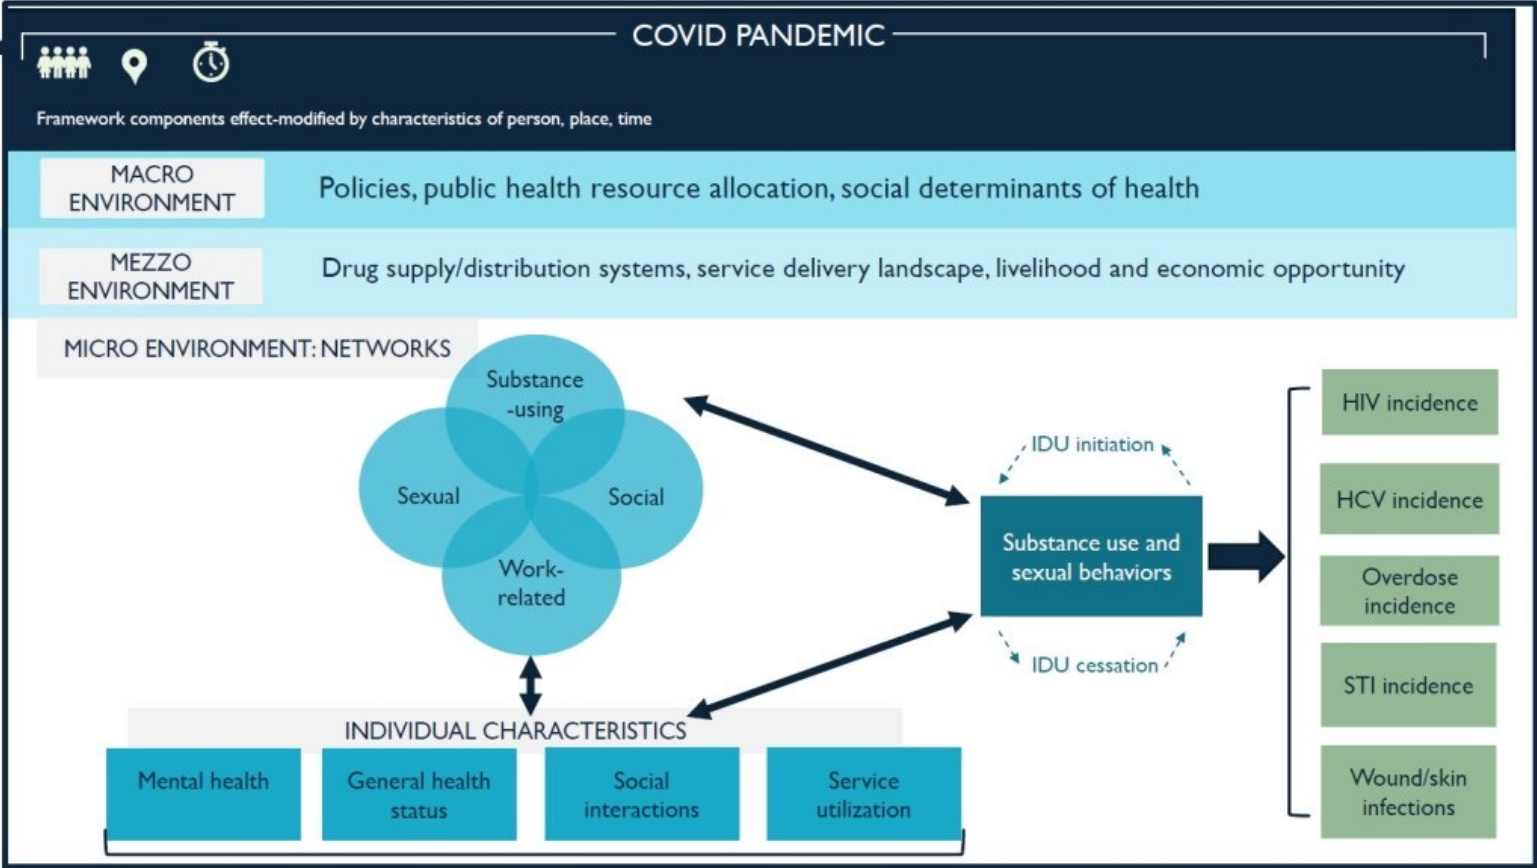 COVID PANDEMIC
Framework components effect-modified by characteristics of person, place, time
MACRO
ENVIRONMENT
Policies, public health resource allocation, social determinants of health
MEZZO
ENVIRONMENT
Drug supply/distribution systems, service delivery landscape, livelihood and economic opportunity
MICRO ENVIRONMENT: NETWORKS
Substance
-using
Sexual
Social
Work-
related
IDU initiation
Substance use and
sexual behaviors
IDU cessation
HIV incidence
HCV incidence
Overdose
incidence
STI incidence
Wound/skin
infections
INDIVIDUAL CHARACTERISTICS
Mental health
General health
status
Social
interactions
Service
utilization